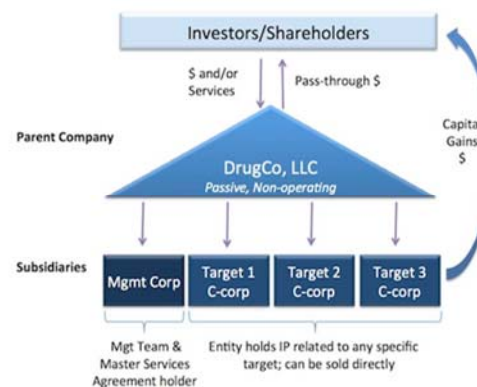 Investors/Shareholders
$ and/or
Services
Pass-through $
Capital
Gains
$
Parent Company
DrugCo, LLC
Passive, Non-operating
Subsidiaries
Mgmt Corp
Target 1
C-corp
Target 2
C-corp
Target 3
C-corp
Mgt Team &
Master Services
Agreement holder
Entity holds IP related to any specific
target; can be sold directly